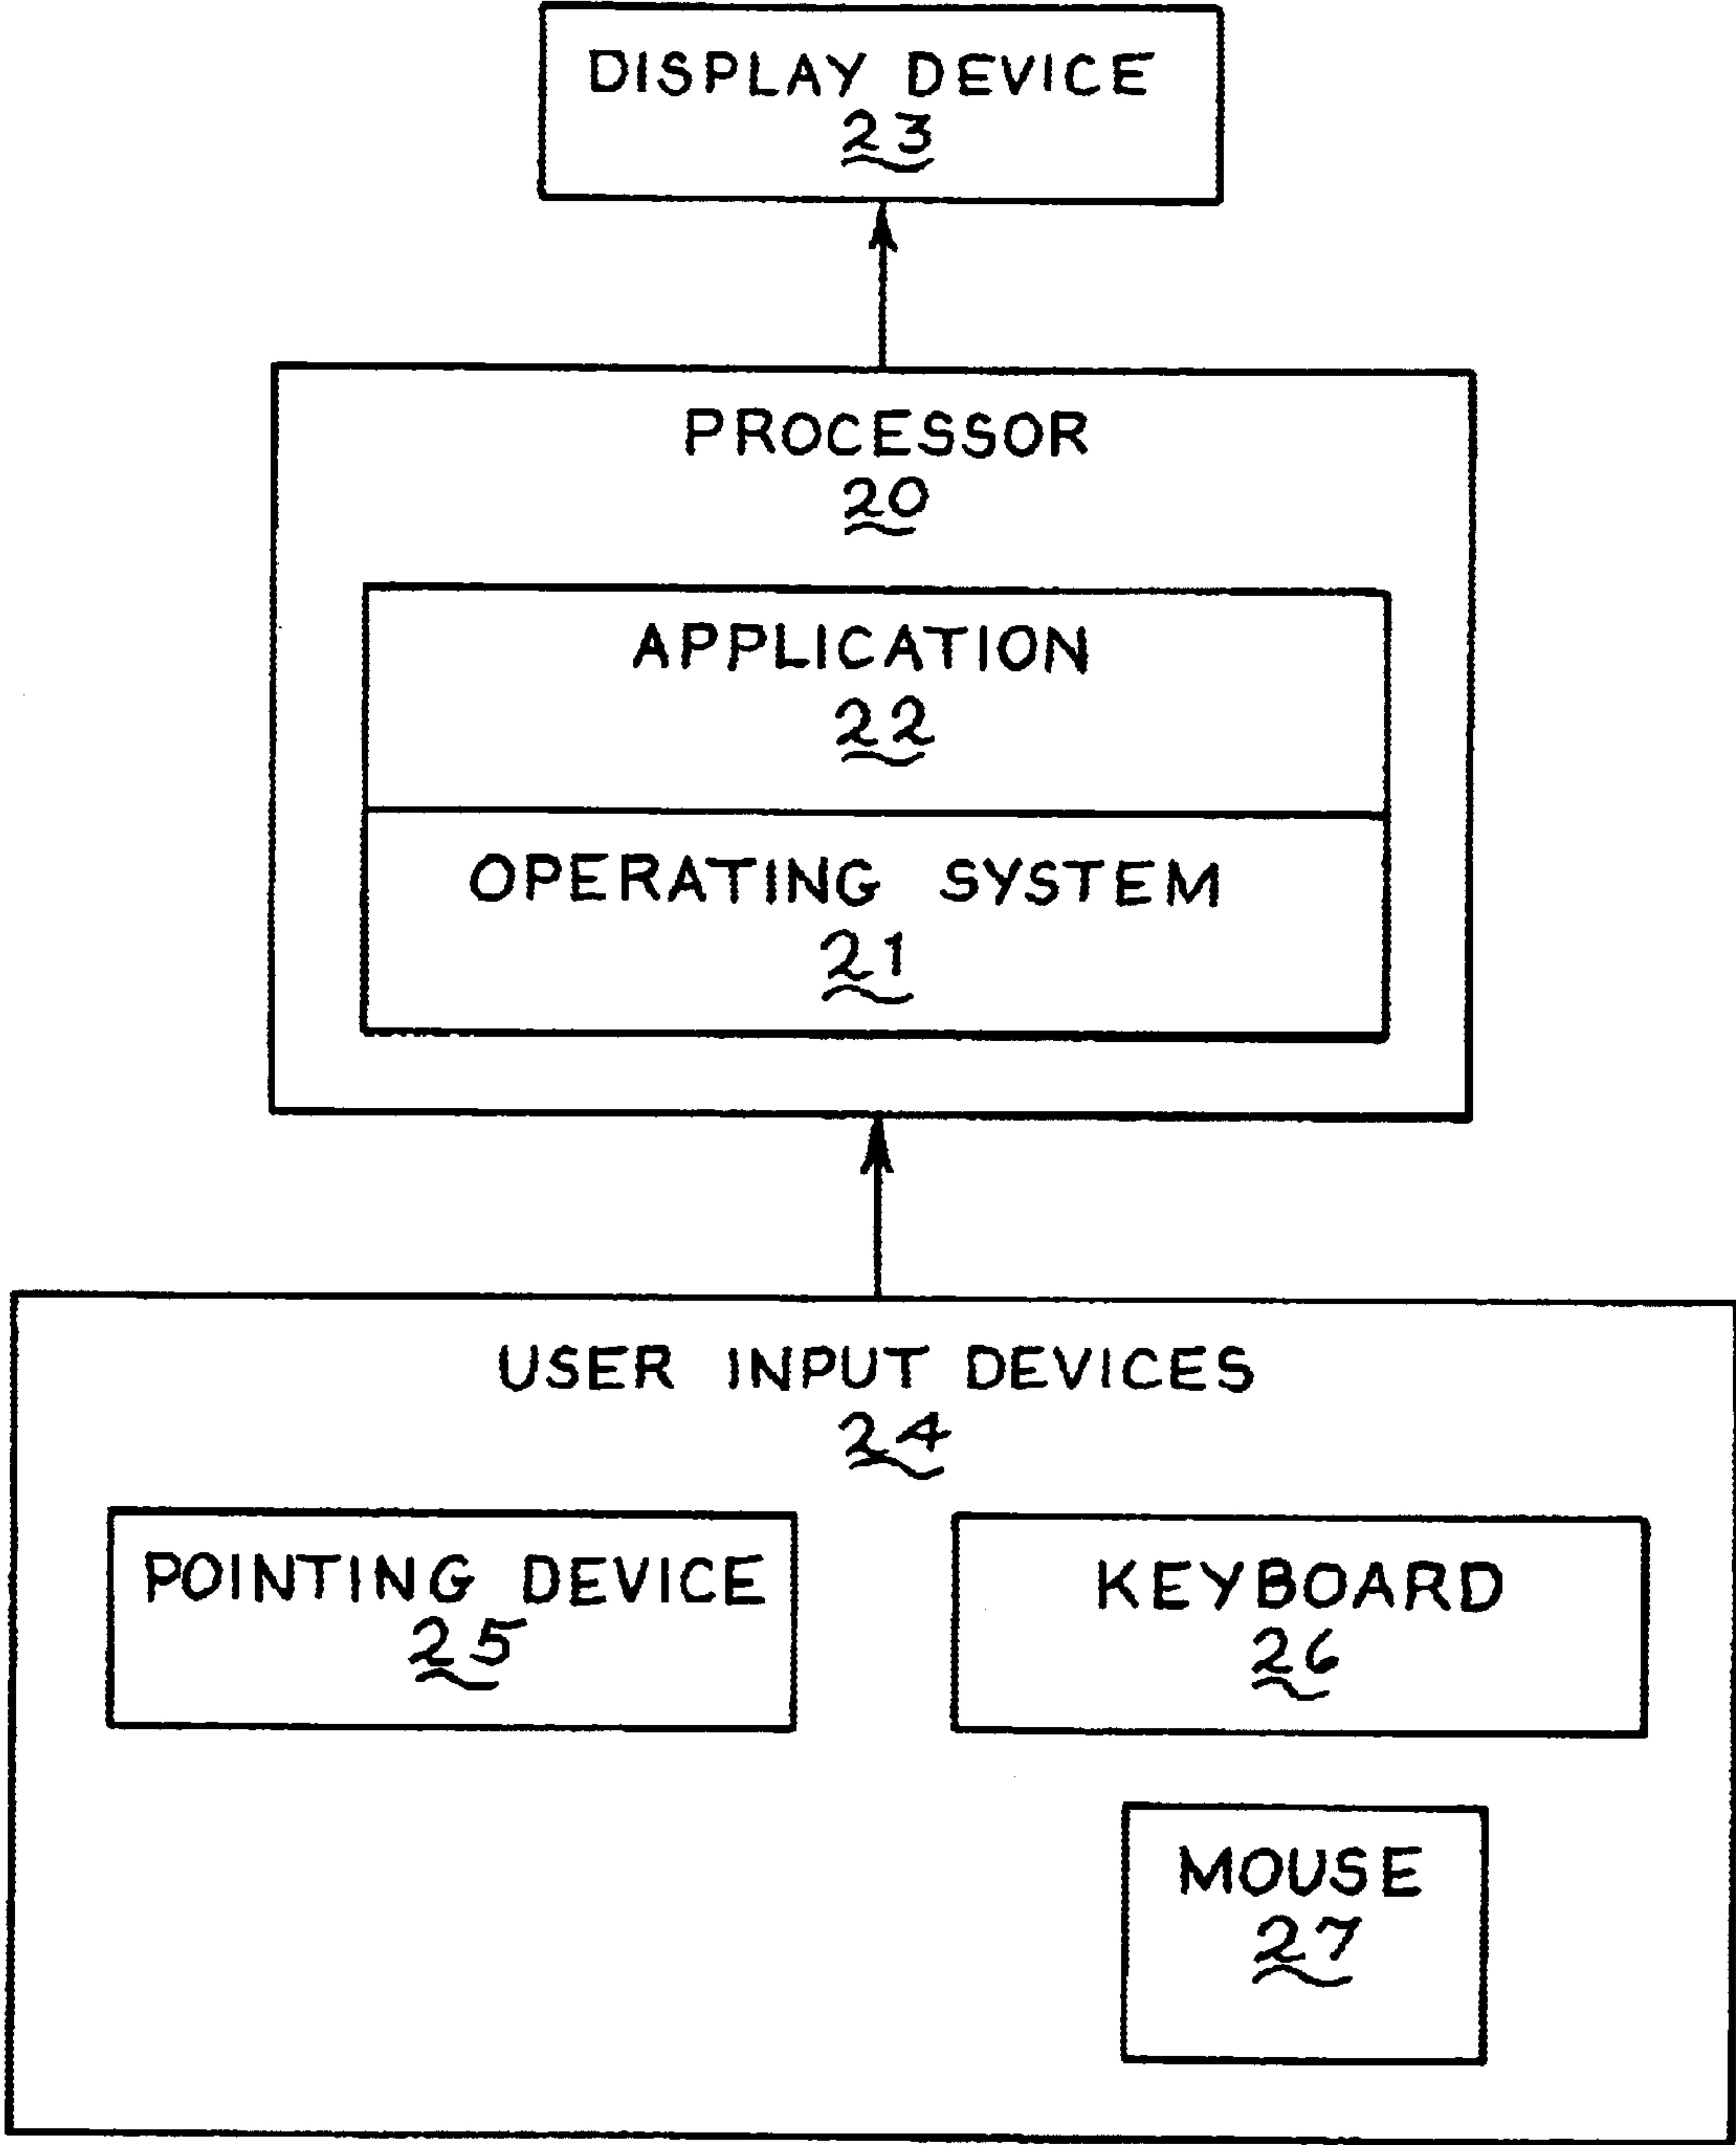 DISPLAY DEVICE
23
PROCESSOR
20
APPLICATION
22
OPERATING SYSTEM
21
USER INPUT DEVICES
24
POINTING DEVICE
25
KEYBOARD
26
MOUSE
27